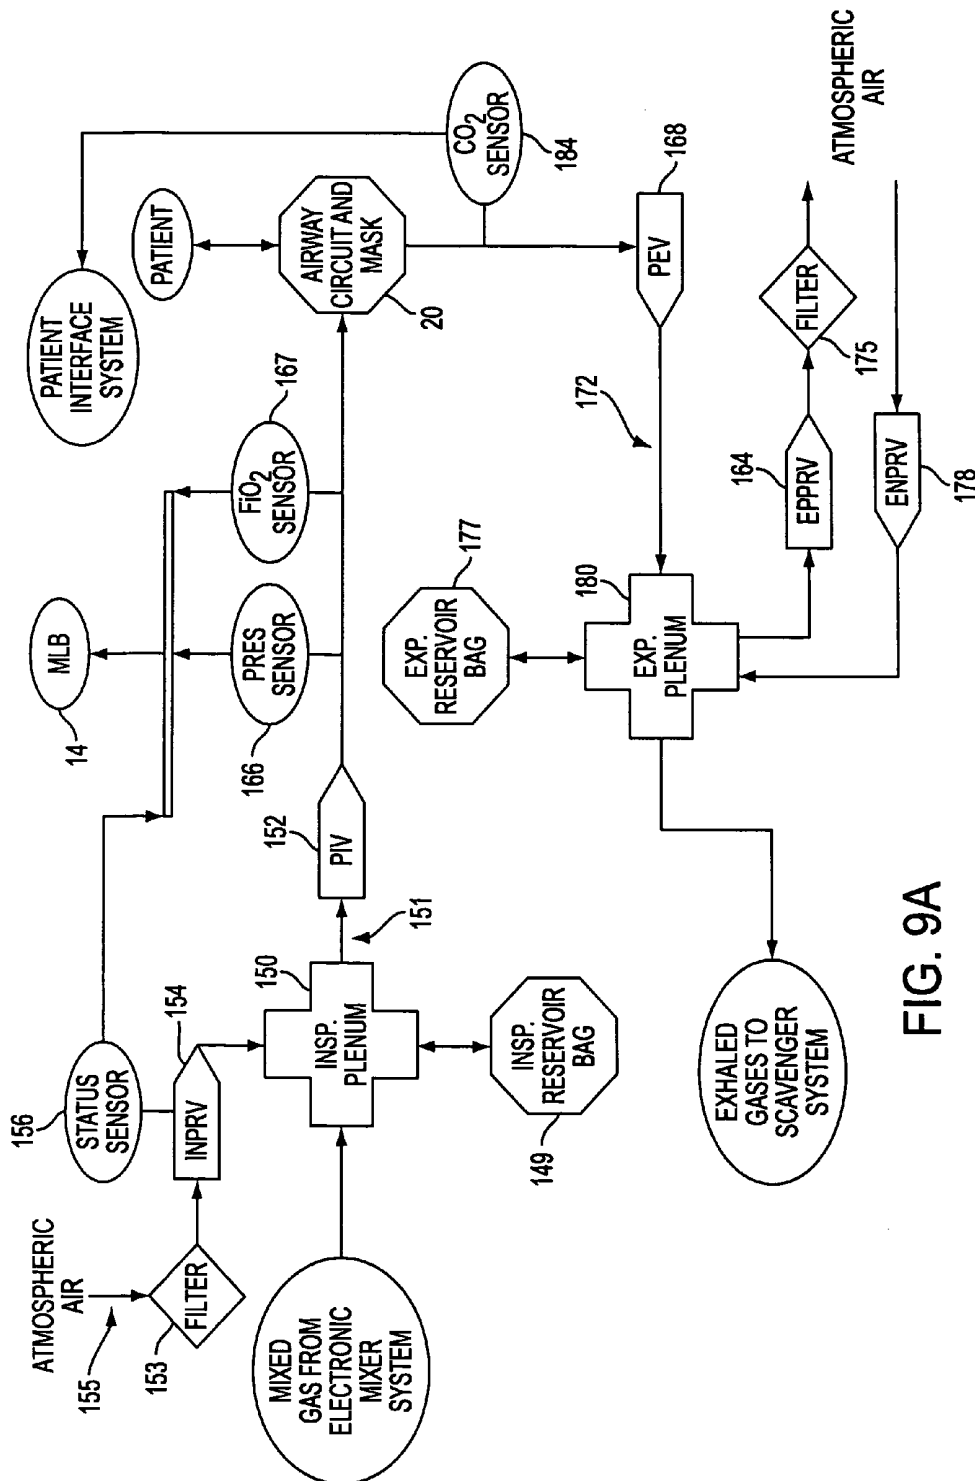 ATMOSPHERIC
AIR
155
153
FILTER
156
STATUS
SENSOR
INPRV
154
MIXED
GAS FROM
ELECTRONIC
MIXER
SYSTEM
INSP.
PLENUM
150
151
INSP.
RESERVOIR
BAG
149
PIV
152
14
MLB
PRES
SENSOR
166
FiO2
SENSOR
167
PATIENT
INTERFACE
SYSTEM
PATIENT
AIRWAY
CIRCUIT AND
MASK
20
CO2
SENSOR
184
PEV
168
172
EXP.
RESERVOIR
BAG
177
EXP.
PLENUM
180
EPPRV
164
FILTER
175
ATMOSPHERIC
AIR
ENPRV
178
EXHALED
GASES TO
SCAVENGER
SYSTEM
FIG. 9A